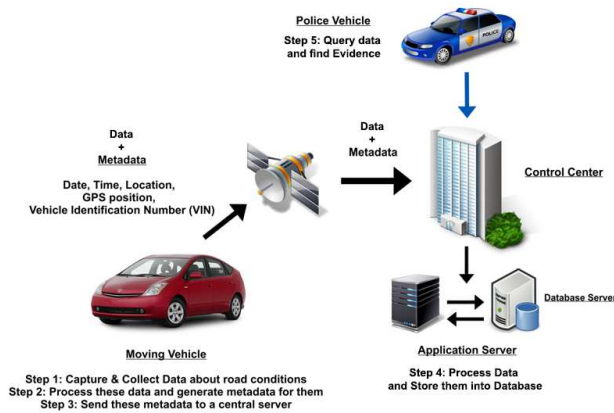 Police Vehicle
Step 5: Query data
and find Evidence
POLICE
Data
+
Metadata
Date, Time, Location,
GPS position,
Vehicle Identification Number (VIN)
Data
+
Metadata
Control Center
Database Server
Moving Vehicle
Application Server
Step 1: Capture & Collect Data about road conditions
Step 2: Process these data and generate metadata for them
Step 3: Send these metadata to a central server
Step 4: Process Data
and Store them into Database